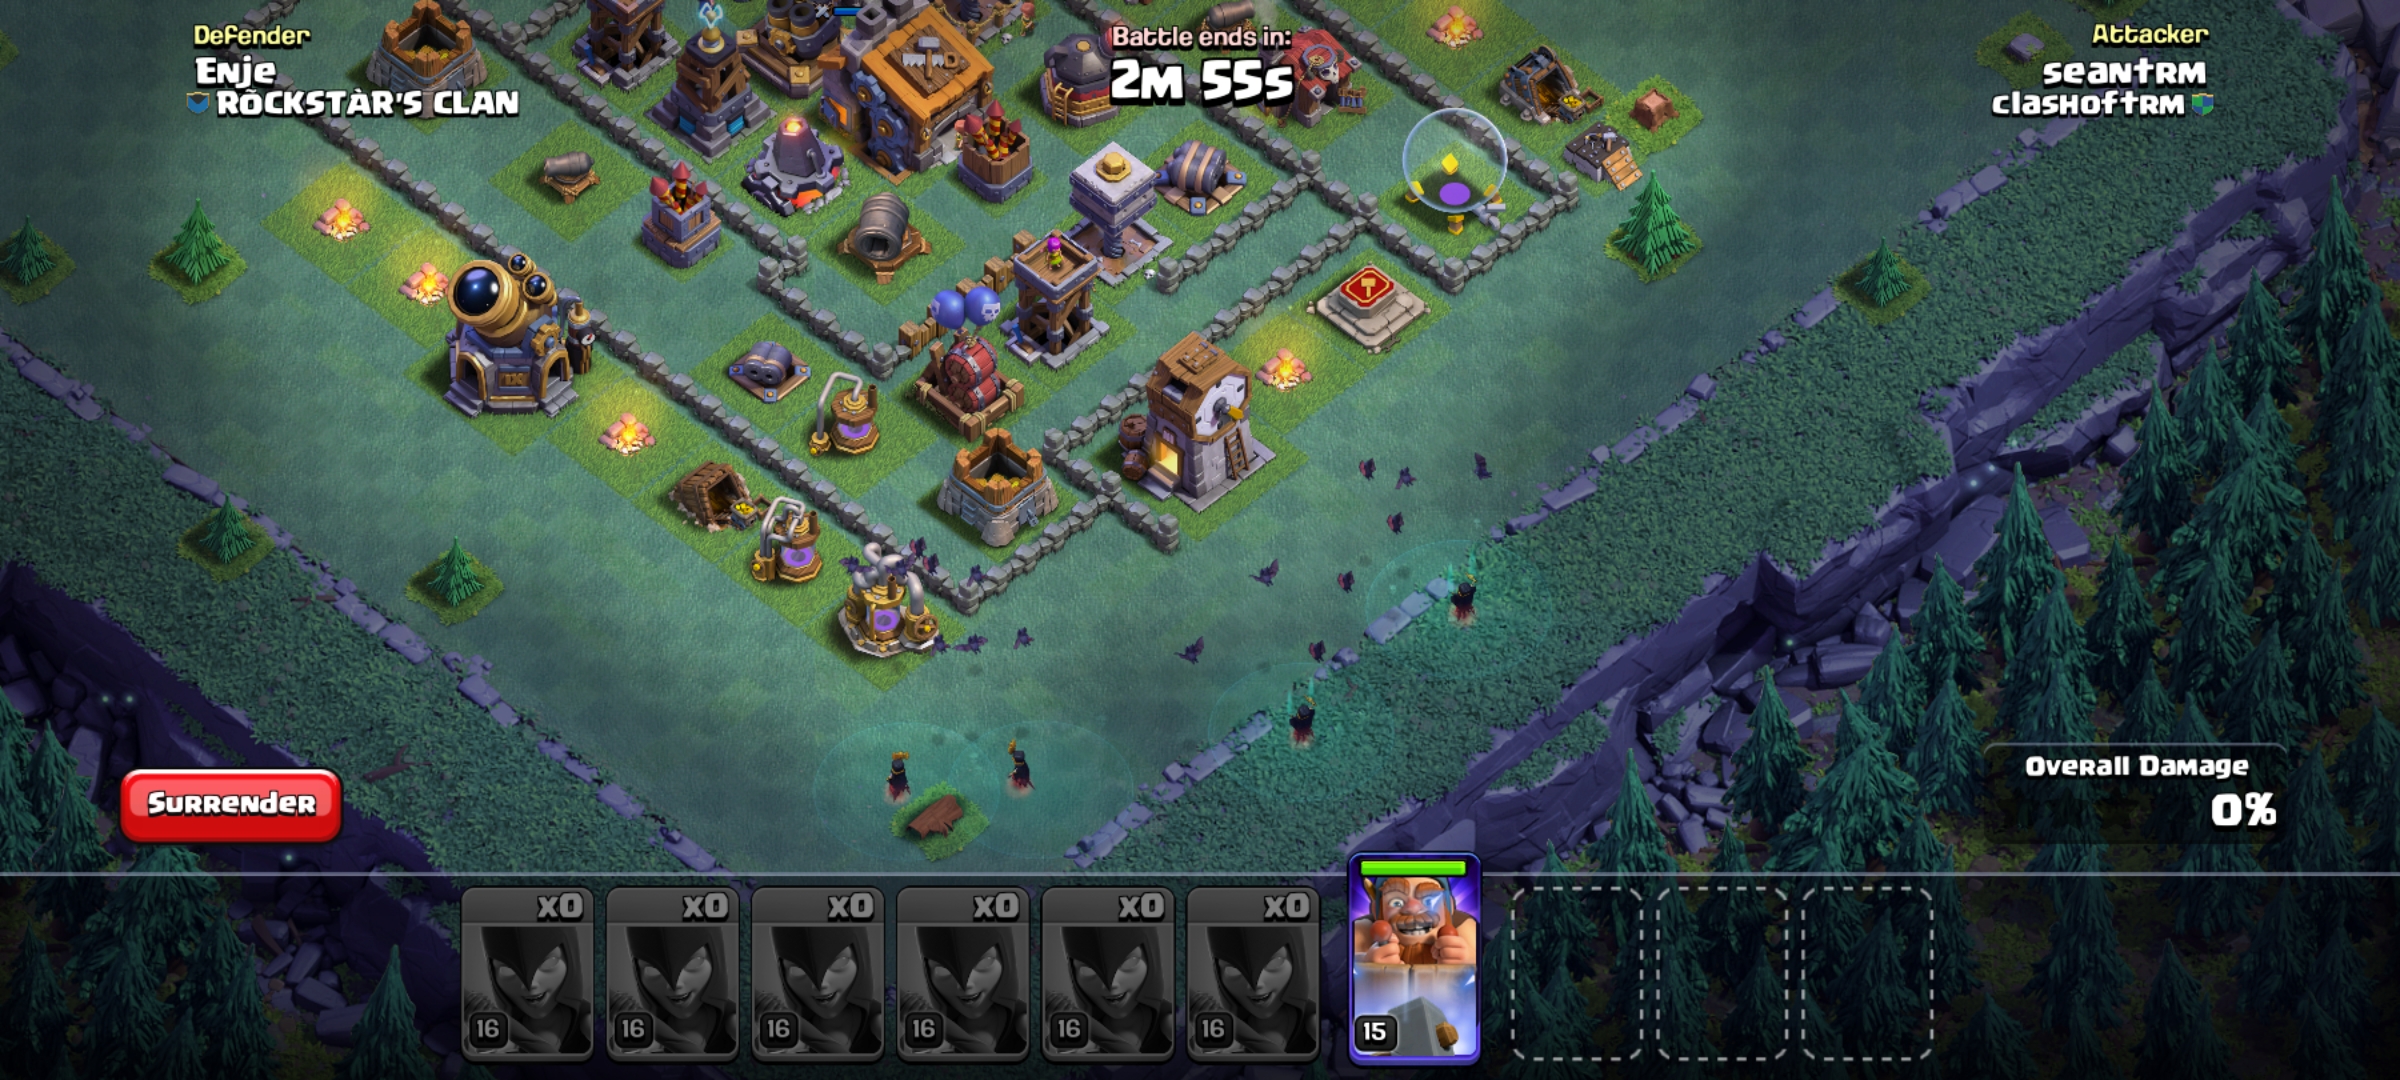 Defender
Enje
RÕCKSTÀR'S CLAN
Battle ends in:
2M 55S
Attacker
seantrm
clashoftrm
Surrender
Overall Damage
0%
x0
x0
x0
x0
x0
x0
16
16
16
16
16
16
15